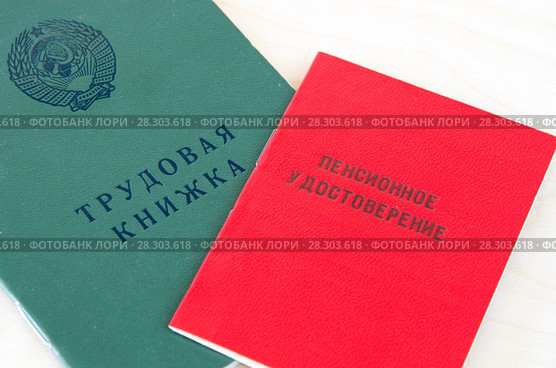 ТРУДОВАЯ
КНИЖКА
ПЕНСИОННОЕ
УДОСТОВЕРЕНИЕ
.618 · ФОТОБАНК ЛОРИ · 28.303.618 · ФОТОБАНК ЛОРИ · 28.303.618 · ФОТОБАНК ЛОРИ · 28.303.618
.618 · ФОТОБАНК ЛОРИ · 28.303.618 · ФОТОБАНК ЛОРИ · 28.303.618 · ФОТОБАНК ЛОРИ · 28.303.618